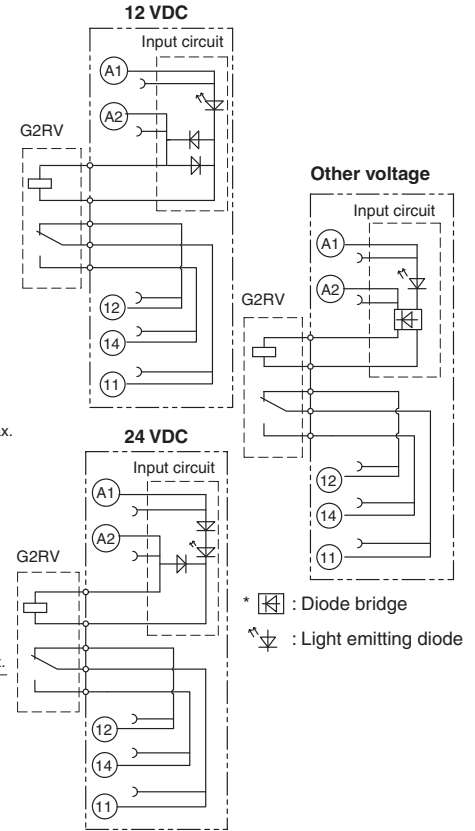 12 VDC
Input circuit
A1
A2
G2RV
12
14
11
Other voltage
Input circuit
A1
A2
G2RV
12
14
11
24 VDC
Input circuit
A1
A2
G2RV
12
14
11
* : Diode bridge
: Light emitting diode